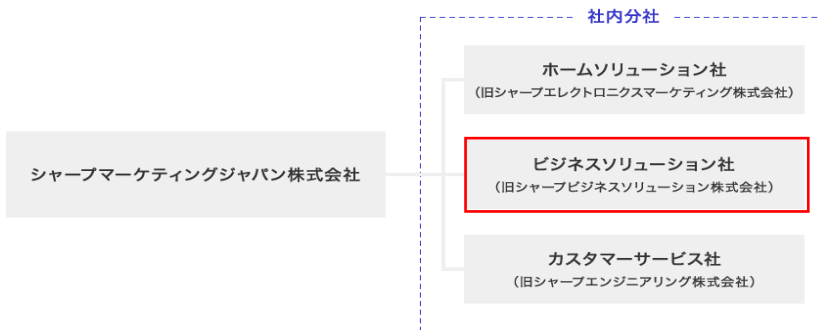 社内分社
ホームソリューション社
（旧シャープエレクトロニクスマーケティング株式会社）
シャープマーケティングジャパン株式会社
ビジネスソリューション社
（旧シャープビジネスソリューション株式会社）
カスタマーサービス社
（旧シャープエンジニアリング株式会社）